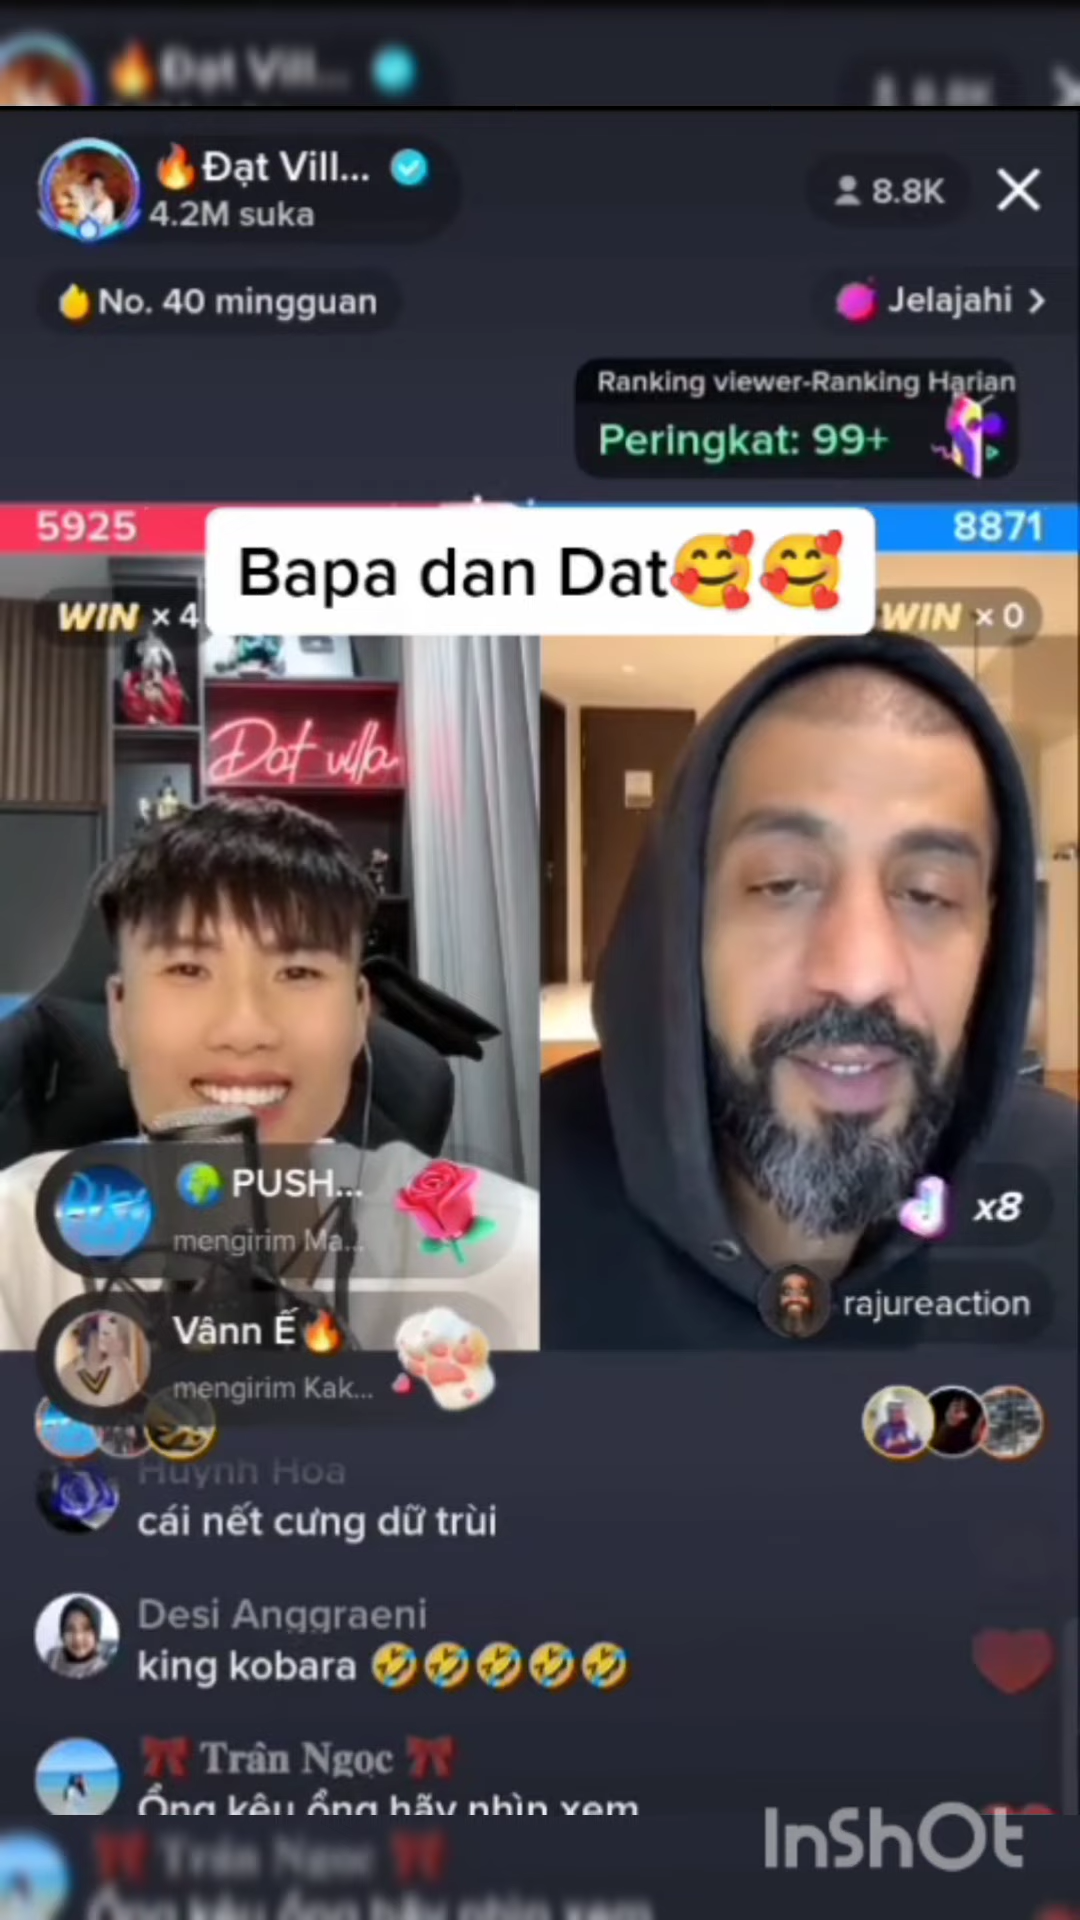 🔥Đạt Vill...
4.2M suka
8.8K
No. 40 mingguan
Jelajahi >
Ranking viewer-Ranking Harian
Peringkat: 99+
5925
8871
Bapa dan Dat🥰🥰
WIN × 4
WIN × 0
Dat villa
🌍 PUSH...
mengirim Ma...
x8
rajureaction
Vânn Ế🔥
mengirim Kak...
Huỳnh Hoa
cái nết cưng dữ trùi
Desi Anggraeni
king kobara 🤣🤣🤣🤣🤣
🎀 Trân Ngọc 🎀
Ổng kêu ổng hãy nhìn xem
InShOt